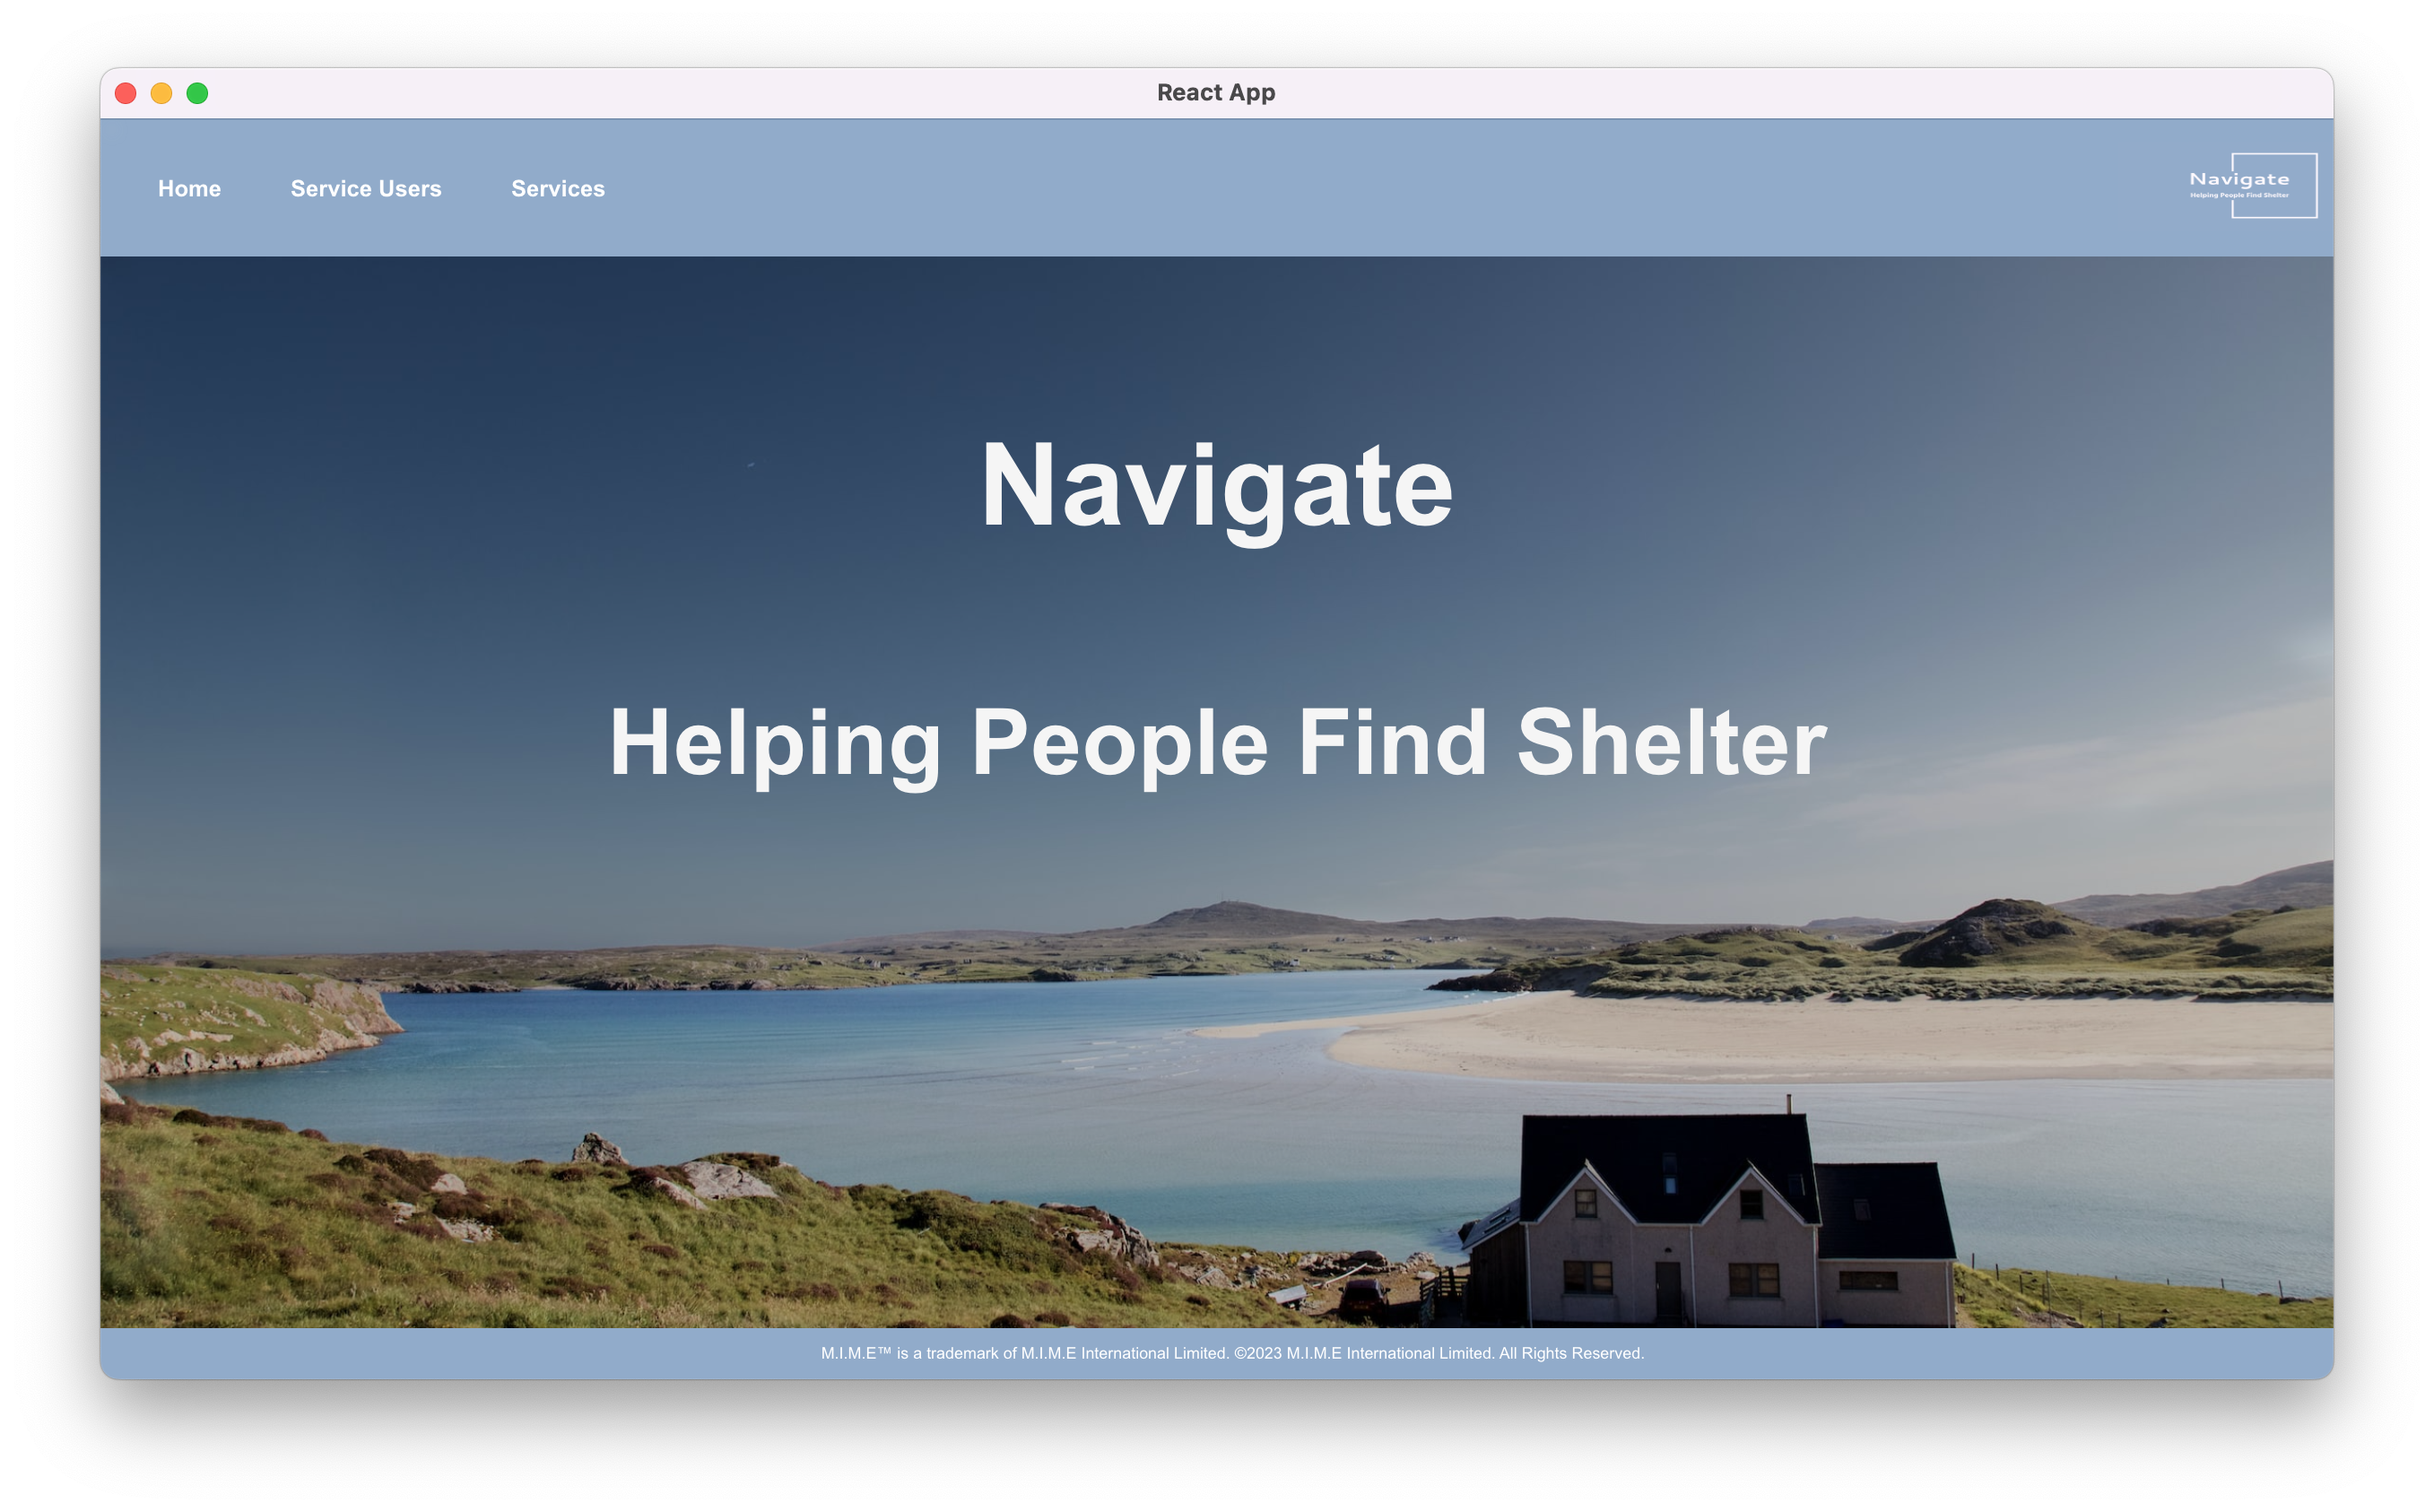 React App
Home
Service Users
Services
Navigate
Helping People Find Shelter
Navigate
Helping People Find Shelter
M.I.M.E™ is a trademark of M.I.M.E International Limited. ©2023 M.I.M.E International Limited. All Rights Reserved.